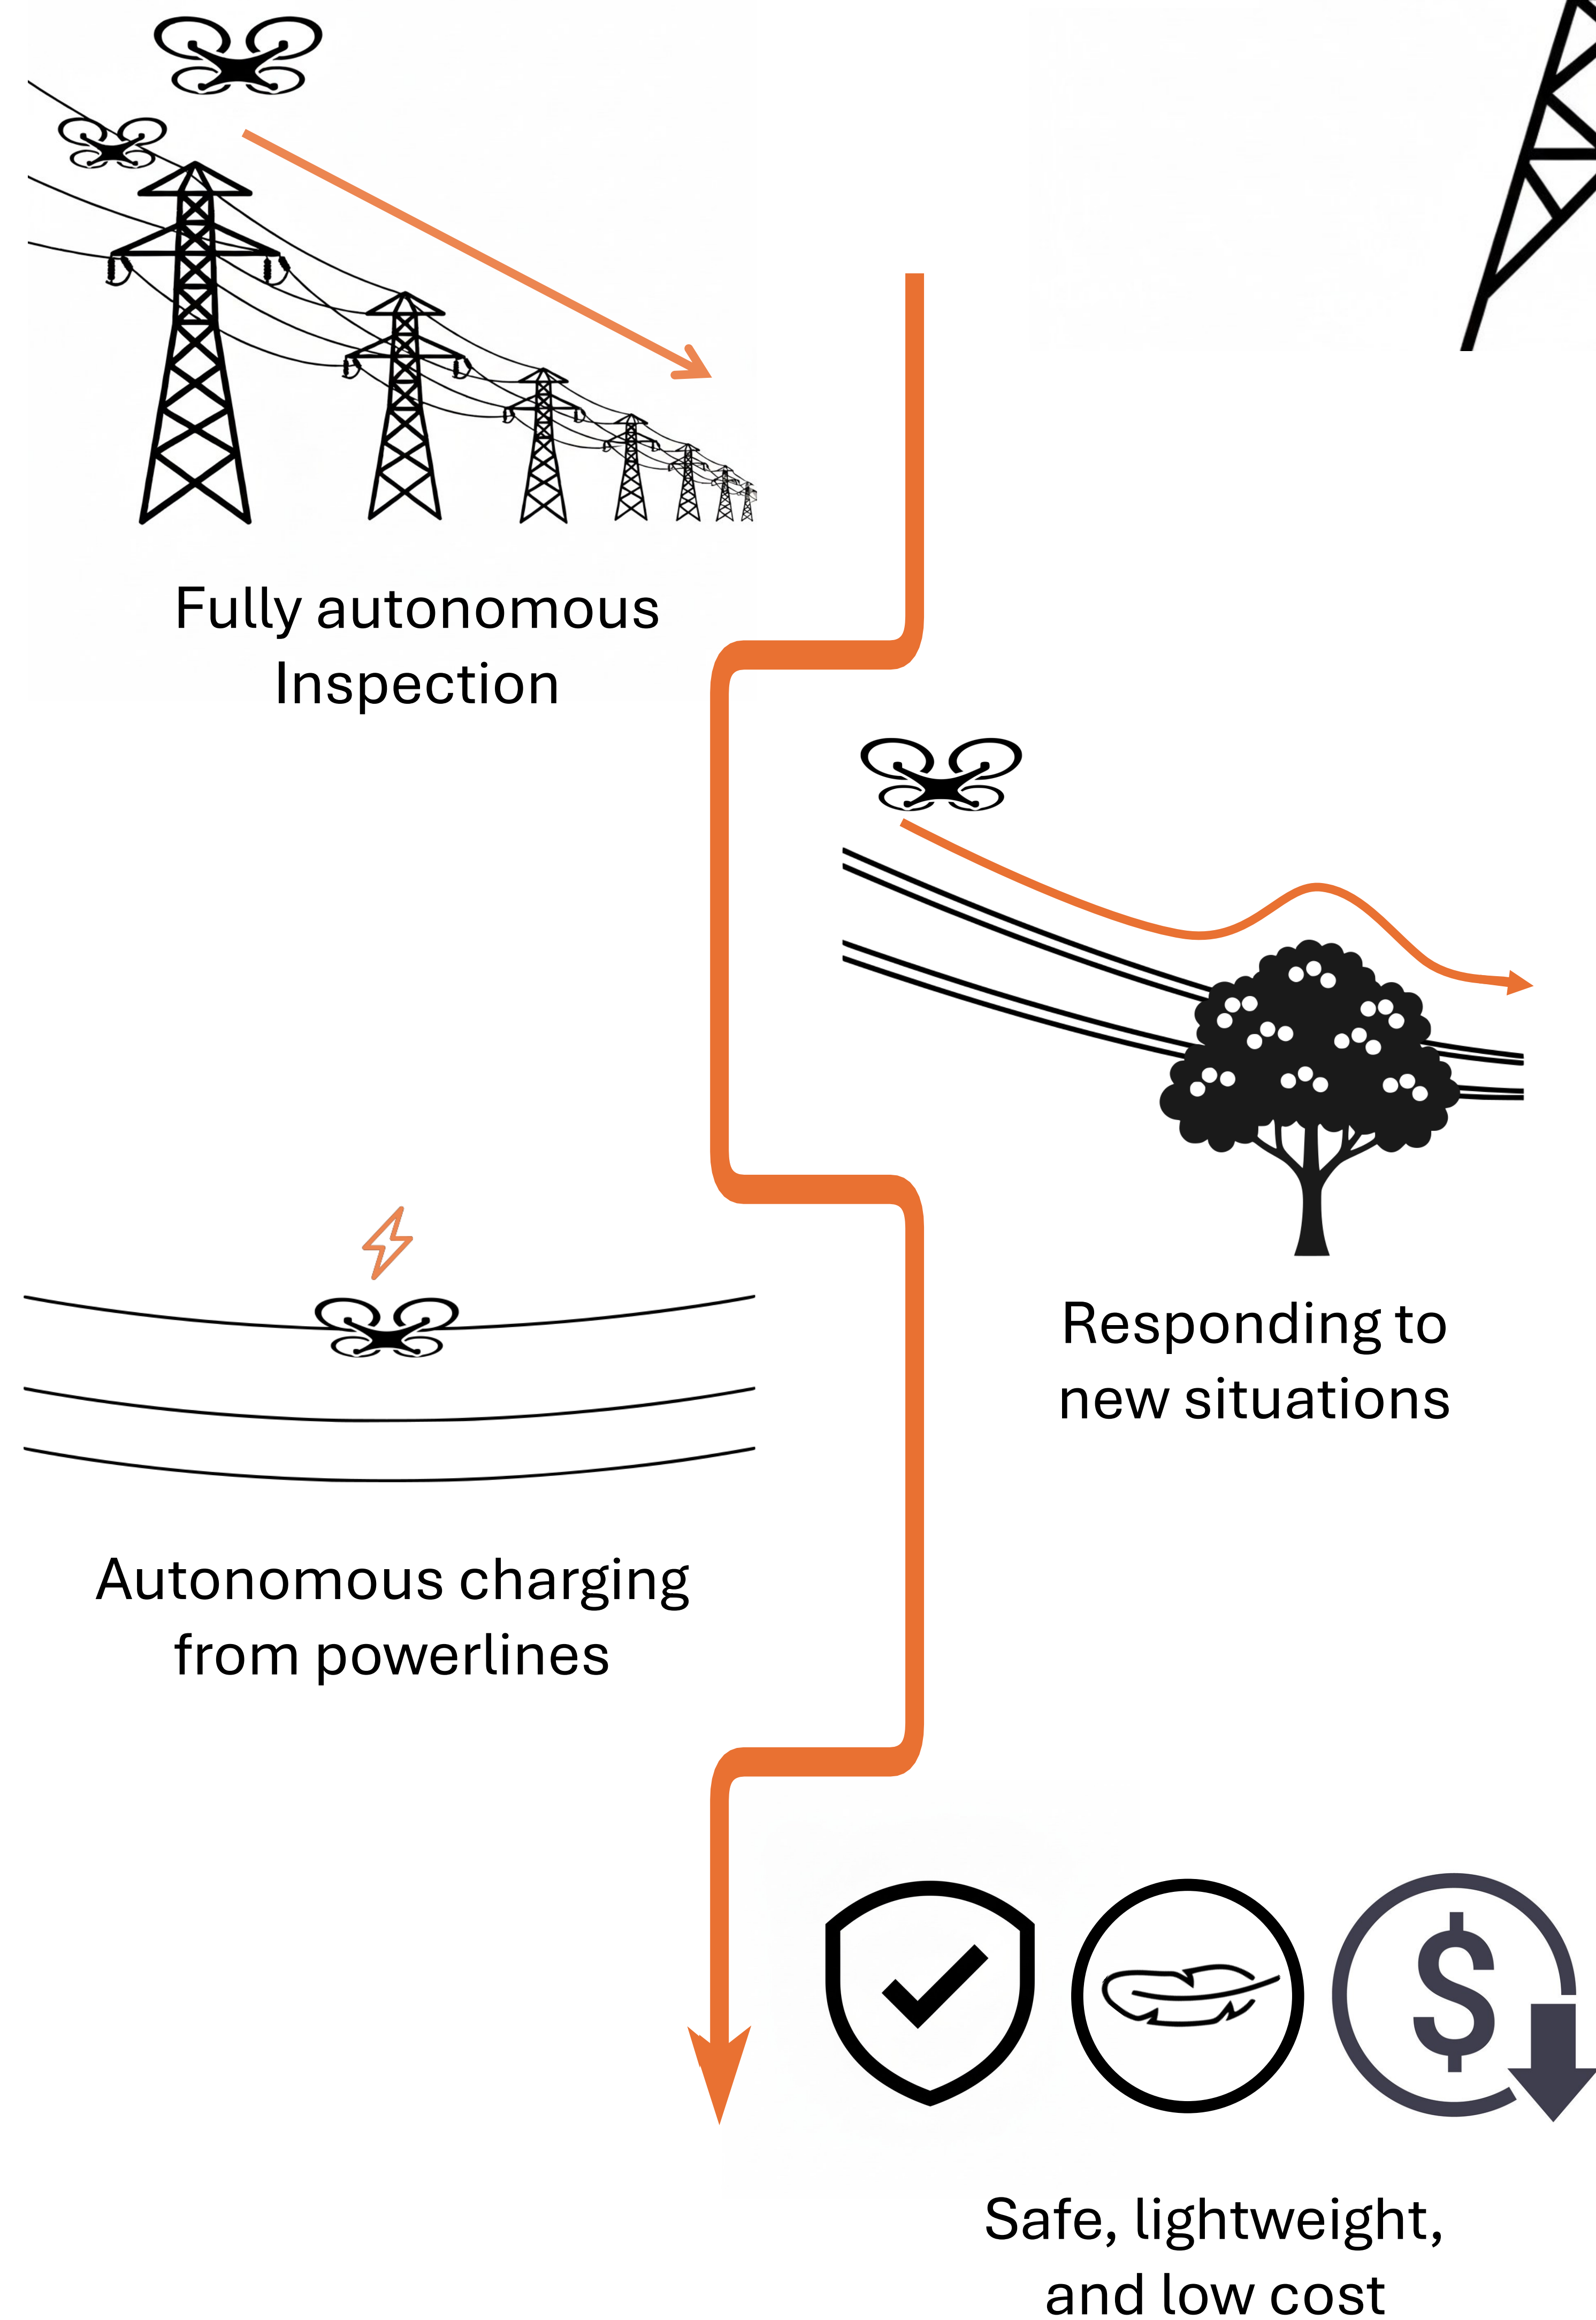 Fully autonomous
Inspection
Responding to
new situations
Autonomous charging
from powerlines
$
Safe, lightweight,
and low cost